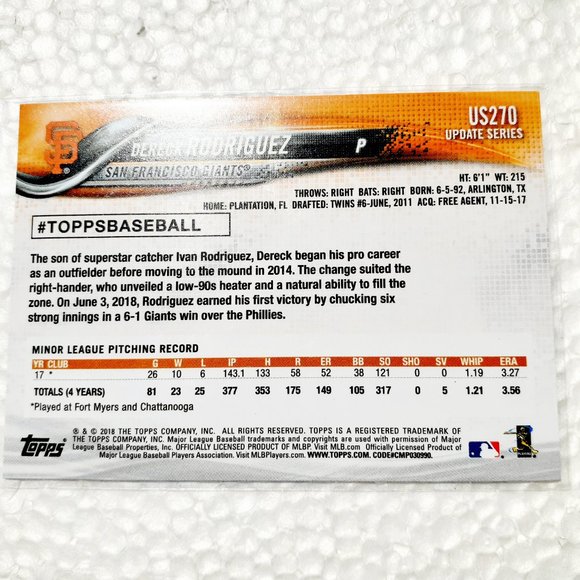 US270
UPDATE SERIES
SF
DERECK RODRIGUEZ P
SAN FRANCISCO GIANTS®
HT: 6'1" WT: 215
THROWS: RIGHT BATS: RIGHT BORN: 6-5-92, ARLINGTON, TX
HOME: PLANTATION, FL DRAFTED: TWINS #6-JUNE, 2011 ACQ: FREE AGENT, 11-15-17
#TOPPSBASEBALL
The son of superstar catcher Ivan Rodriguez, Dereck began his pro career
as an outfielder before moving to the mound in 2014. The change suited the
right-hander, who unveiled a low-90s heater and a natural ability to fill the
zone. On June 3, 2018, Rodriguez earned his first victory by chucking six
strong innings in a 6-1 Giants win over the Phillies.
MINOR LEAGUE PITCHING RECORD
YR CLUB G W L IP H R ER BB SO SHO SV WHIP ERA
17 * 26 10 6 143.1 133 58 52 38 121 0 0 1.19 3.27
TOTALS (4 YEARS) 81 23 25 377 353 175 149 105 317 0 5 1.21 3.56
*Played at Fort Myers and Chattanooga
® & © 2018 THE TOPPS COMPANY, INC. ALL RIGHTS RESERVED. TOPPS IS A REGISTERED TRADEMARK OF
THE TOPPS COMPANY, INC. Major League Baseball trademarks and copyrights are used with permission of Major
League Baseball Properties, Inc. OFFICIALLY LICENSED PRODUCT OF MLBP. Visit MLB.com Officially Licensed Product of
Major League Baseball Players Association. Visit MLBPlayers.com. WWW.TOPPS.COM. CODE#CMP030990.
Topps